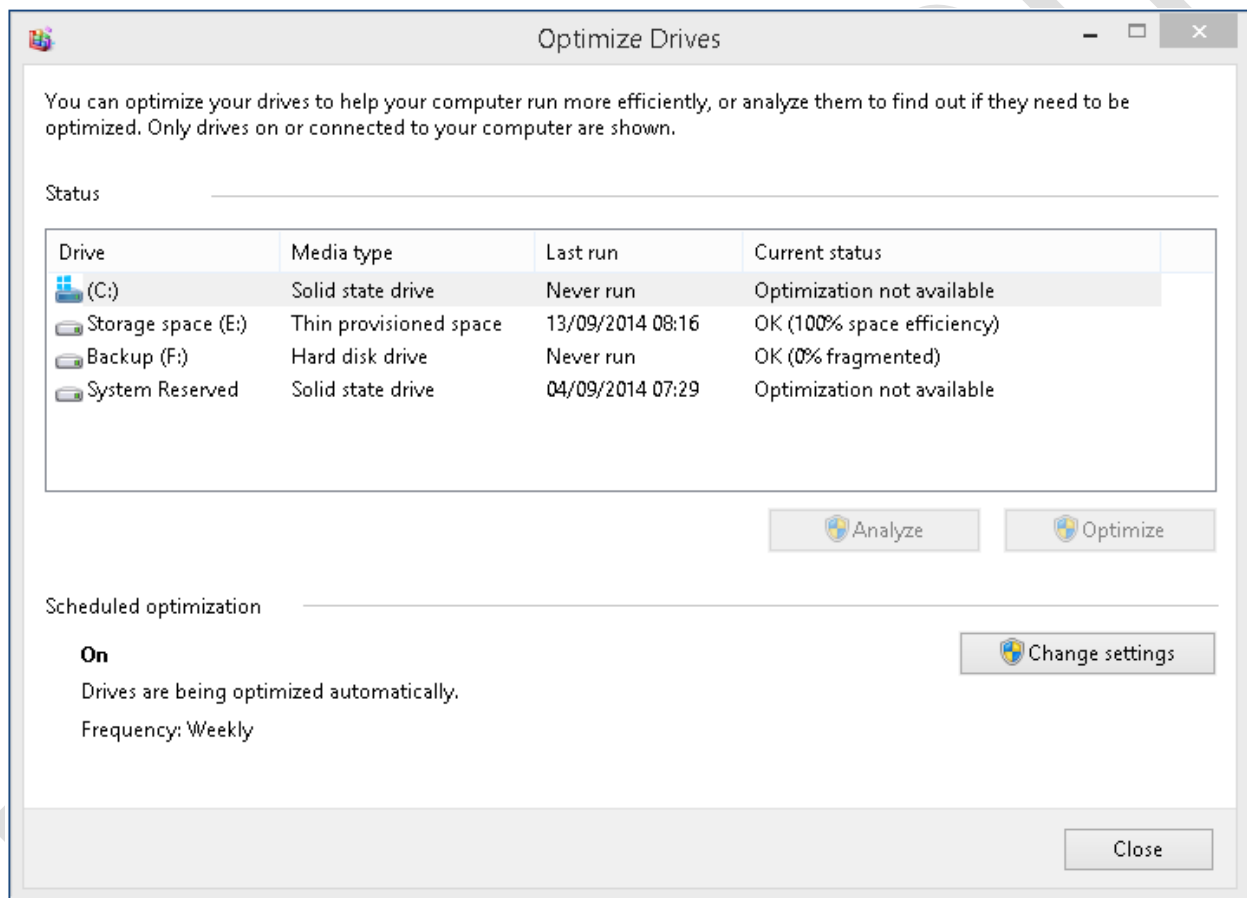 Optimize Drives
You can optimize your drives to help your computer run more efficiently, or analyze them to find out if they need to be
optimized. Only drives on or connected to your computer are shown.
Status
Drive Media type Last run Current status
(C:) Solid state drive Never run Optimization not available
Storage space (E:) Thin provisioned space 13/09/2014 08:16 OK (100% space efficiency)
Backup (F:) Hard disk drive Never run OK (0% fragmented)
System Reserved Solid state drive 04/09/2014 07:29 Optimization not available
Analyze Optimize
Scheduled optimization
On Change settings
Drives are being optimized automatically.
Frequency: Weekly
Close